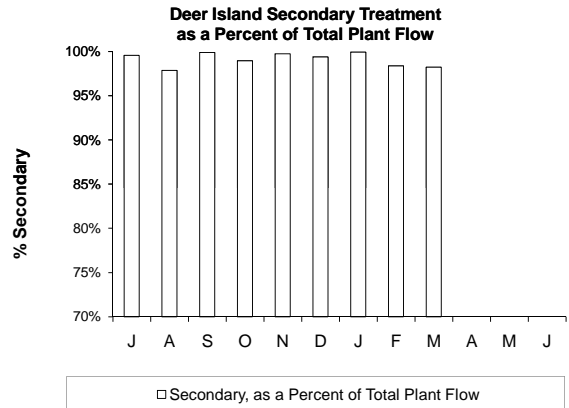 Deer Island Secondary Treatment
as a Percent of Total Plant Flow
% Secondary
100%
95%
90%
85%
80%
75%
70%
J A S O N D J F M A M J
Secondary, as a Percent of Total Plant Flow